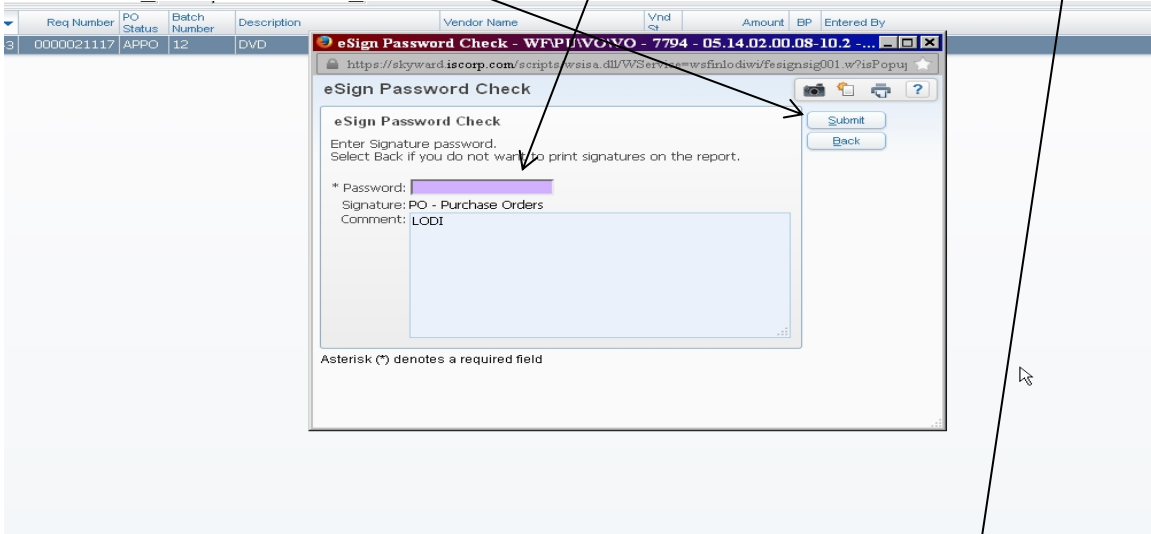 Req Number PO Status Batch Number Description Vendor Name Vnd Amount BP Entered By
3 0000021117 APPO 12 DVD
eSign Password Check - WF\PU\VO\VO - 7794 - 05.14.02.00.08-10.2 -...
https://skyward.iscorp.com/scripts/wsisa.dll/WService=wsfinlodiwi/fesignsig001.w?isPopu
eSign Password Check
?
eSign Password Check
Submit
Back
Enter Signature password.
Select Back if you do not want to print signatures on the report.
* Password:
Signature: PO - Purchase Orders
Comment: LODI
Asterisk (*) denotes a required field